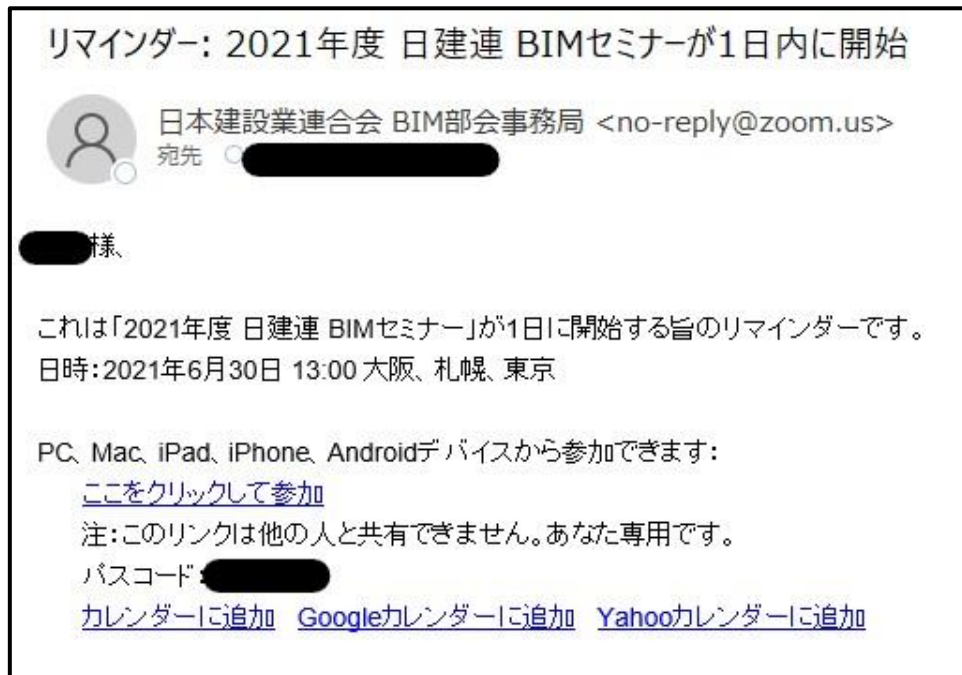 リマインダー: 2021年度 日建連 BIMセミナーが1日内に開始
日本建設業連合会 BIM部会事務局 <no-reply@zoom.us>
宛先
様、
これは「2021年度 日建連 BIMセミナー」が1日に開始する旨のリマインダーです。
日時：2021年6月30日 13:00 大阪、札幌、東京
PC、Mac、iPad、iPhone、Androidデバイスから参加できます：
ここをクリックして参加
注：このリンクは他の人と共有できません。あなた専用です。
パスコード：
カレンダーに追加 Googleカレンダーに追加 Yahooカレンダーに追加